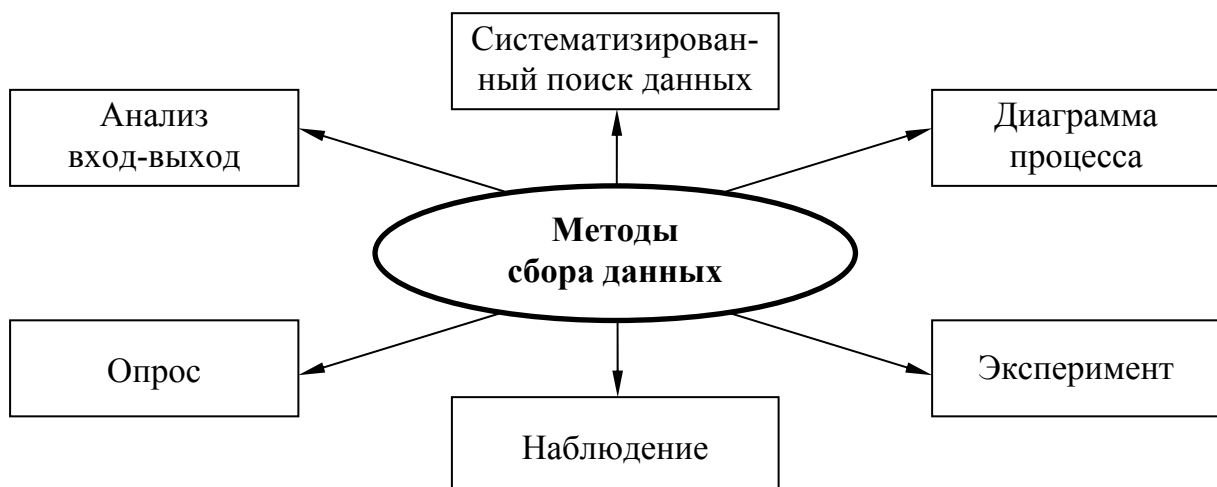 Систематизирован-
ный поиск данных
Анализ
вход-выход
Диаграмма
процесса
Методы
сбора данных
Опрос
Эксперимент
Наблюдение